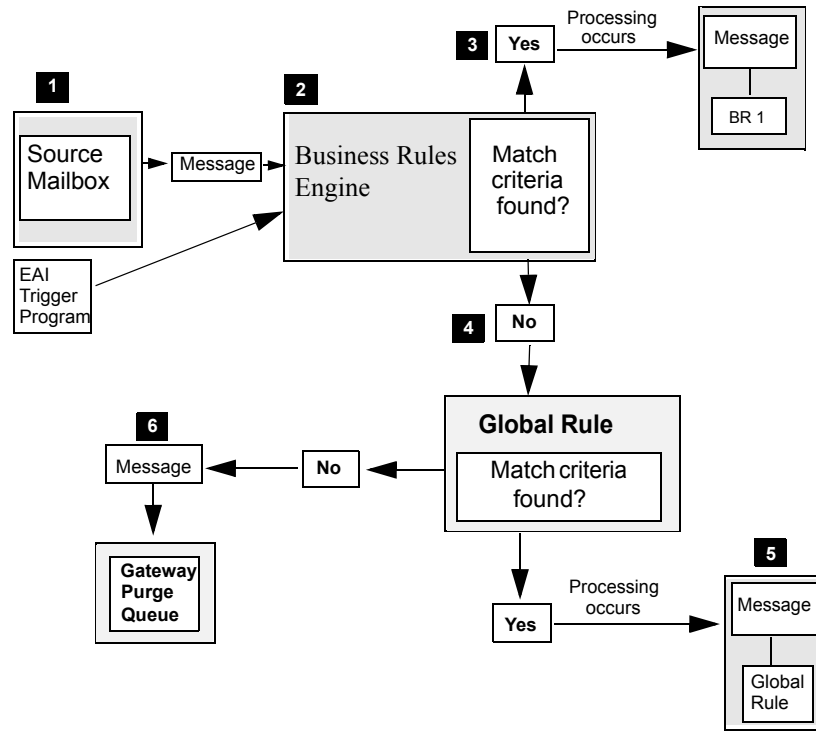 3
Yes
Processing
occurs
Message
BR 1
1
Source
Mailbox
Message
2
Business Rules
Engine
Match
criteria
found?
EAI
Trigger
Program
4
No
Global Rule
Match criteria
found?
6
Message
No
Gateway
Purge
Queue
Yes
Processing
occurs
5
Message
Global
Rule